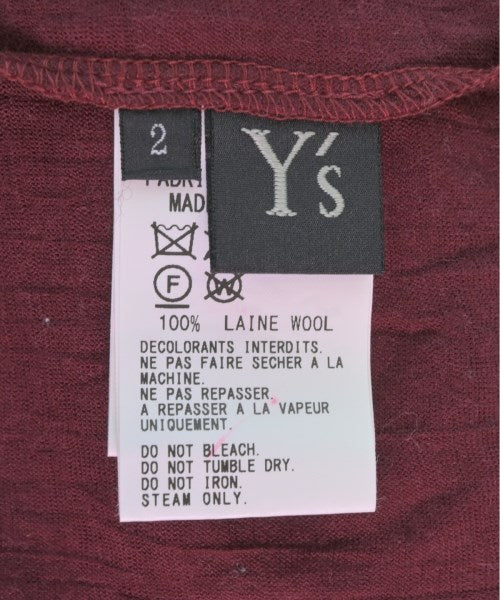 2
Y's
FABRI
MAD
F
W
100% LAINE WOOL
DECOLORANTS INTERDITS.
NE PAS FAIRE SECHER A LA
MACHINE.
NE PAS REPASSER.
A REPASSER A LA VAPEUR
UNIQUEMENT.
DO NOT BLEACH.
DO NOT TUMBLE DRY.
DO NOT IRON.
STEAM ONLY.